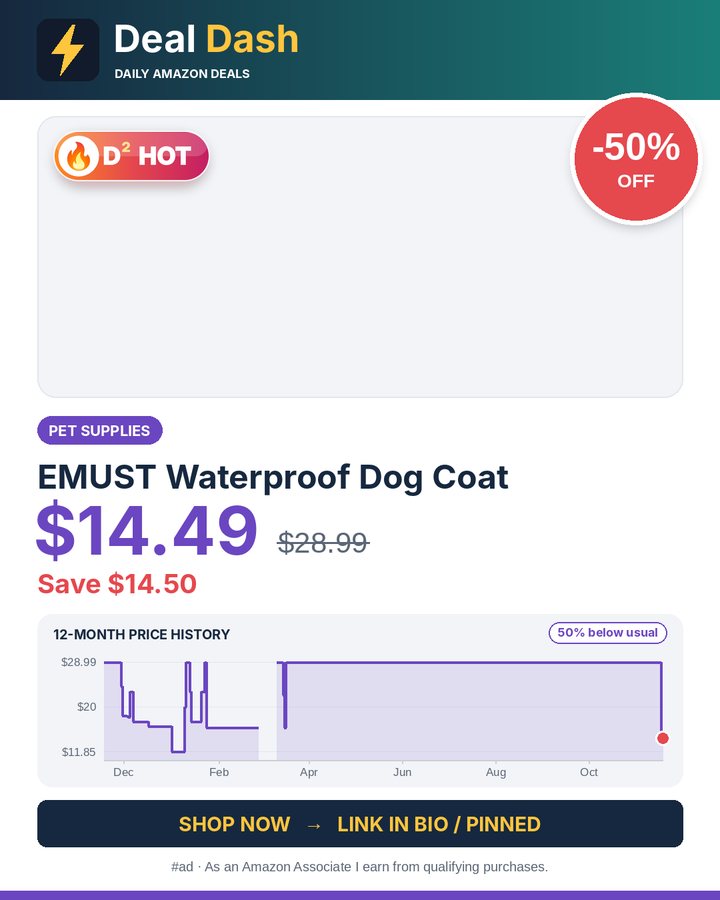 Deal Dash
DAILY AMAZON DEALS
D² HOT
-50%
OFF
PET SUPPLIES
EMUST Waterproof Dog Coat
$14.49 $28.99
Save $14.50
12-MONTH PRICE HISTORY
50% below usual
$28.99
$20
$11.85
Dec Feb Apr Jun Aug Oct
SHOP NOW → LINK IN BIO / PINNED
#ad · As an Amazon Associate I earn from qualifying purchases.